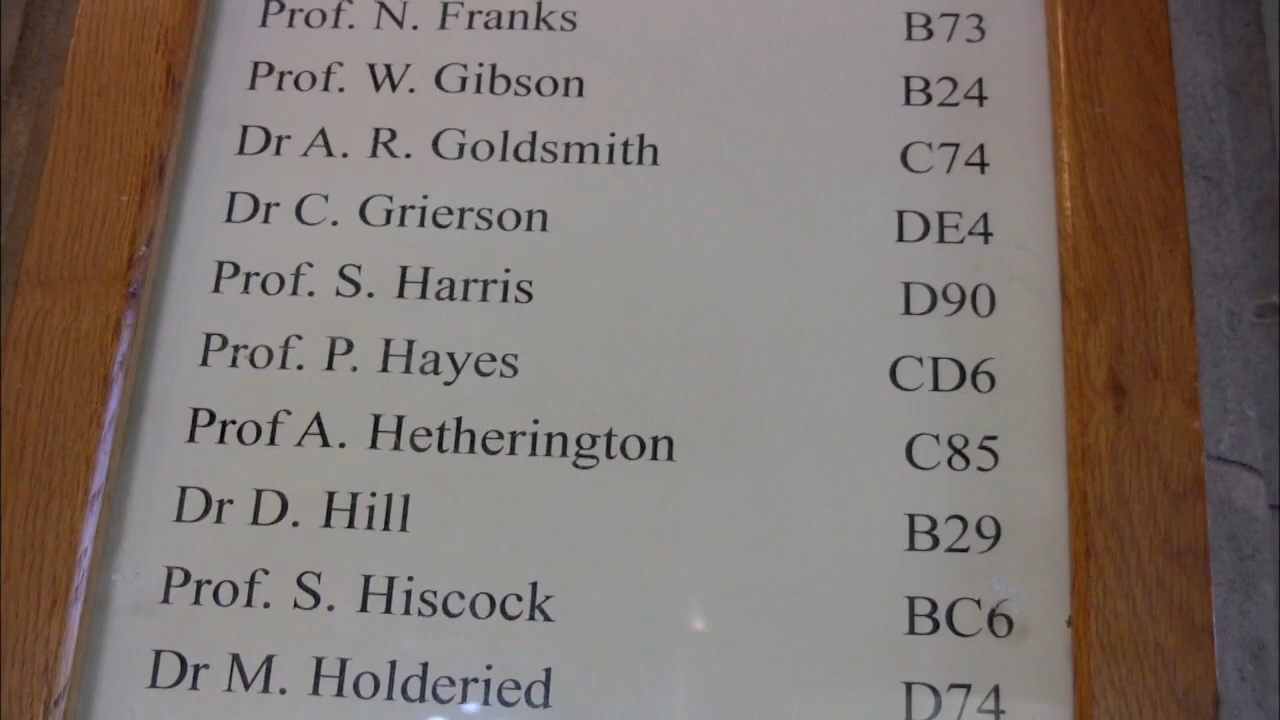 Prof. N. Franks B73
Prof. W. Gibson B24
Dr A. R. Goldsmith C74
Dr C. Grierson DE4
Prof. S. Harris D90
Prof. P. Hayes CD6
Prof A. Hetherington C85
Dr D. Hill B29
Prof. S. Hiscock BC6
Dr M. Holderied D74